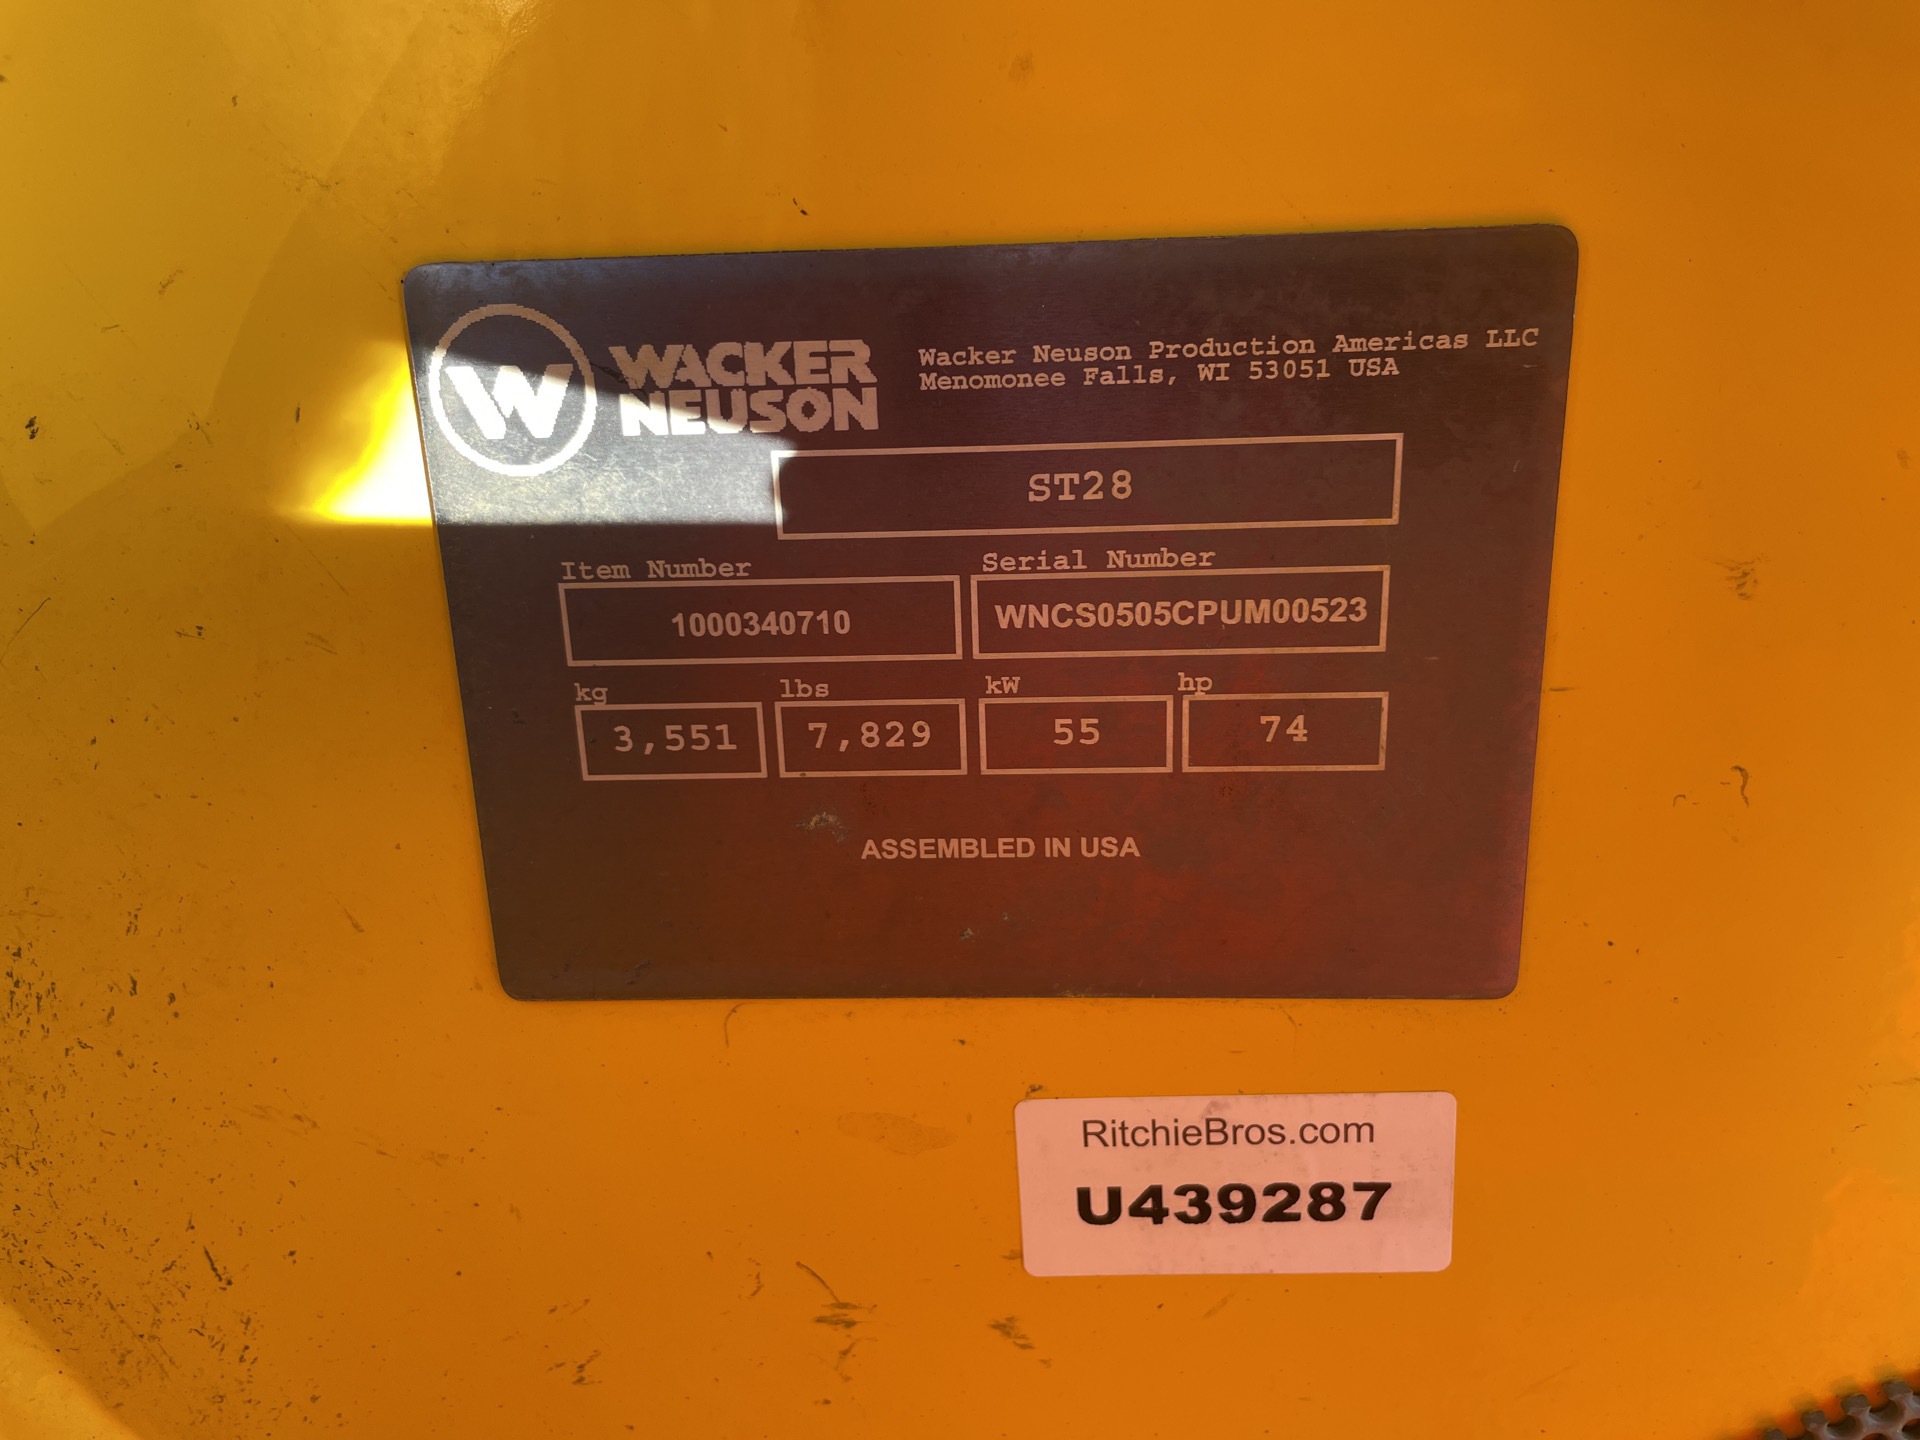 W WACKER
NEUSON
Wacker Neuson Production Americas LLC
Menomonee Falls, WI 53051 USA
ST28
Item Number
1000340710
Serial Number
WNCS0505CPUM00523
kg
3,551
lbs
7,829
kW
55
hp
74
ASSEMBLED IN USA
RitchieBros.com
U439287